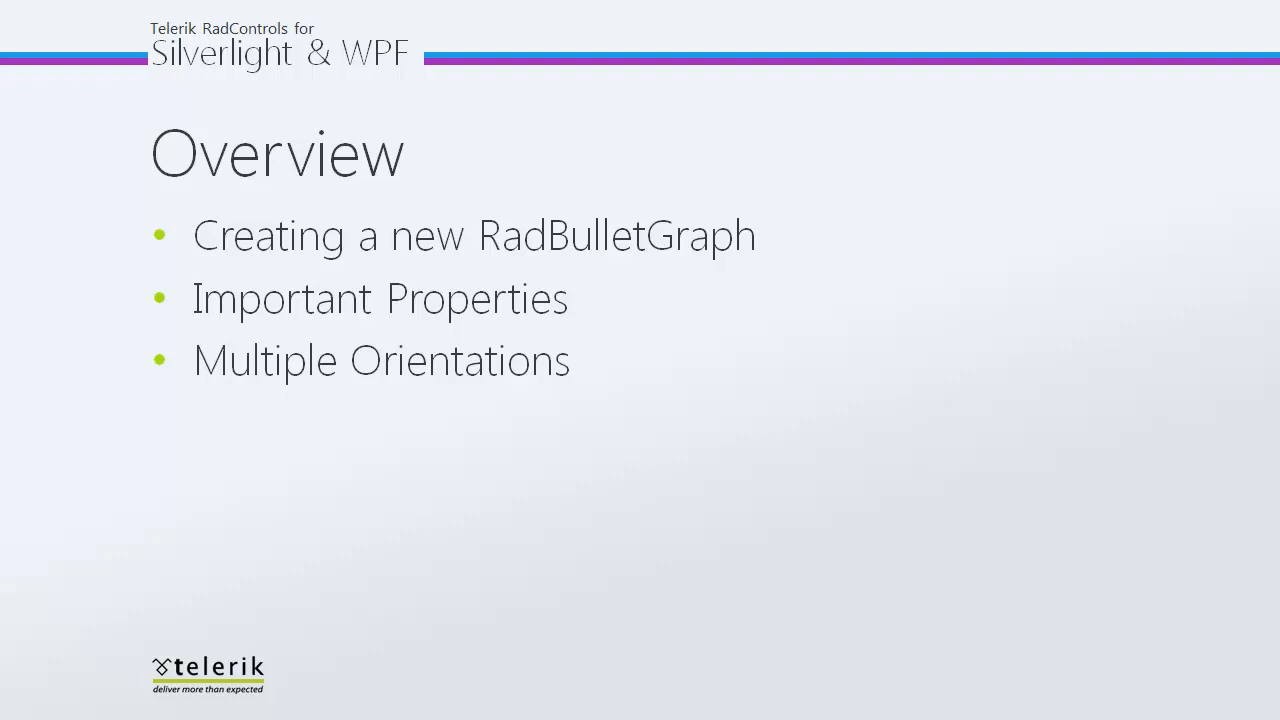 Telerik RadControls for
Silverlight & WPF
Overview
• Creating a new RadBulletGraph
• Important Properties
• Multiple Orientations
telerik
deliver more than expected